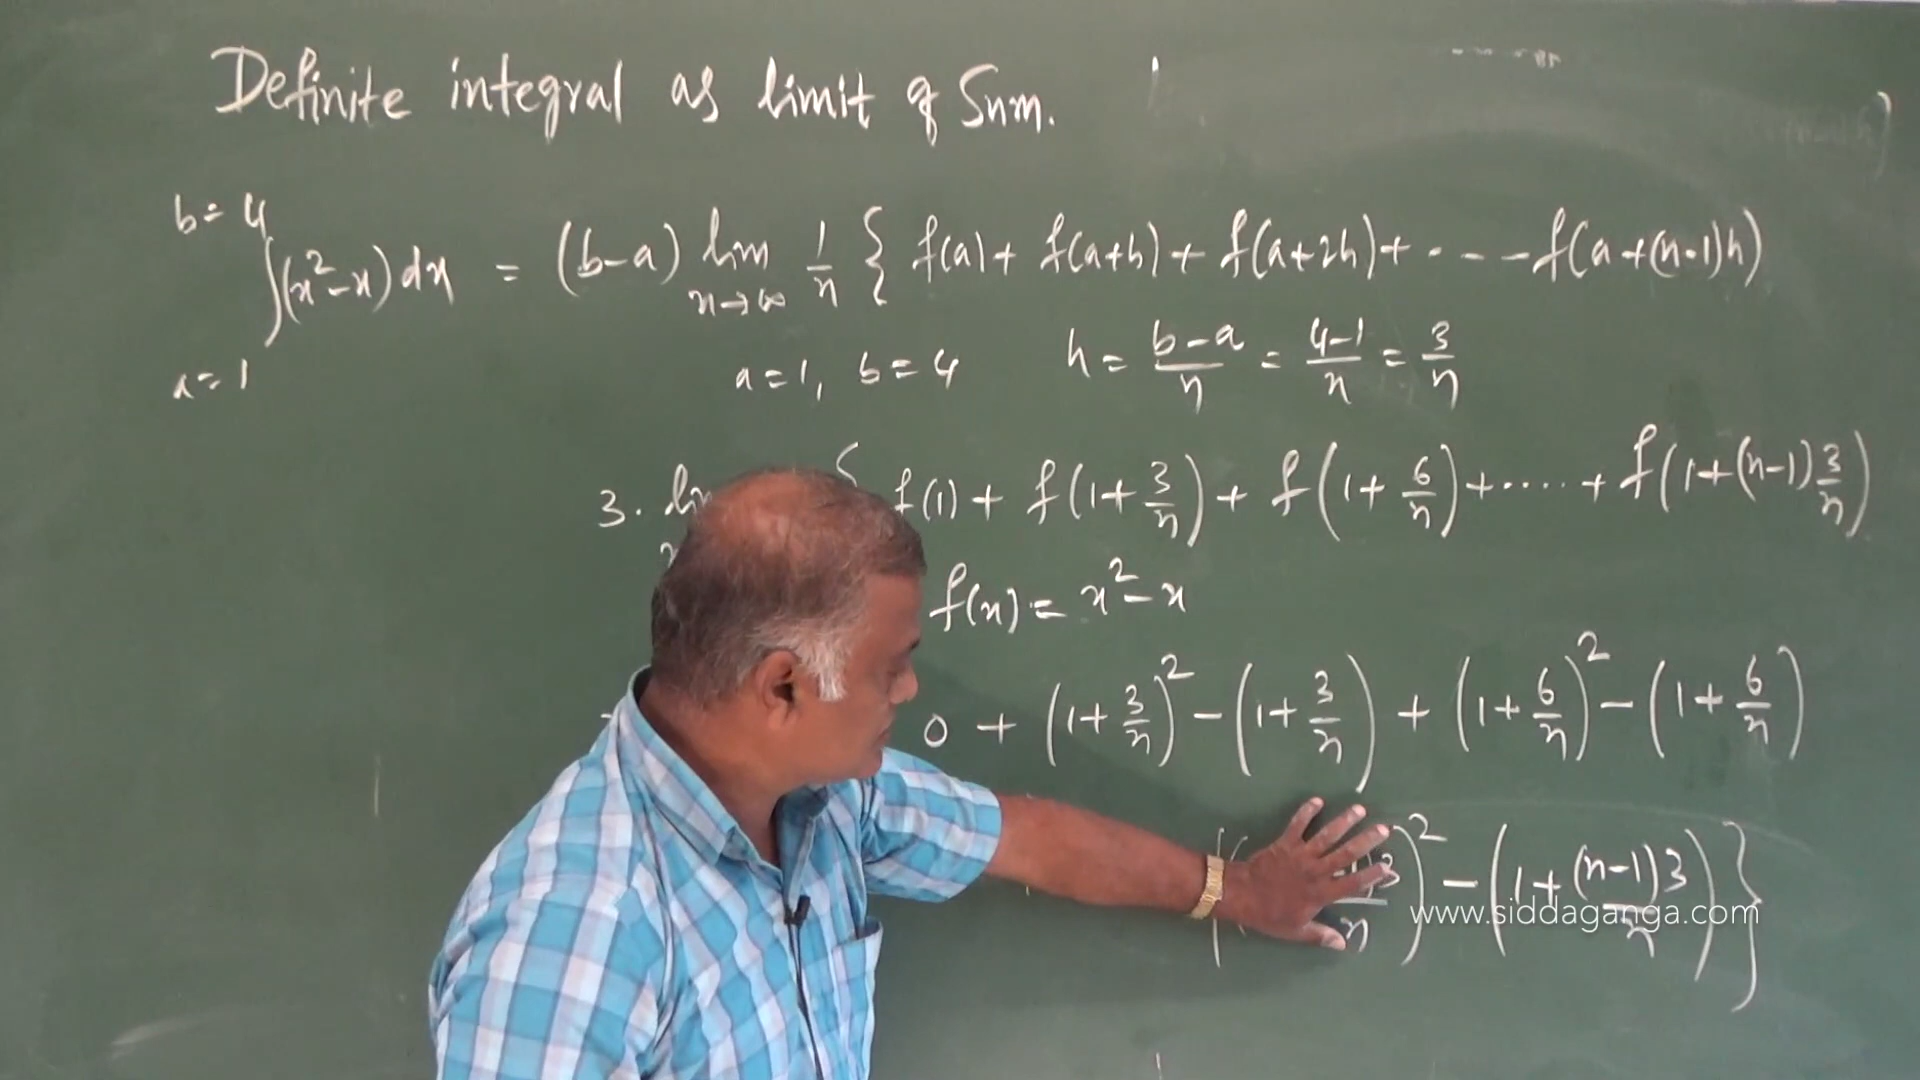 Definite integral as limit of Sum.
b = 4
∫(x²-x) dx = (b-a) lim 1/n { f(a) + f(a+h) + f(a+2h) + · - - - f(a+(n-1)h)
n→∞
a = 1
a = 1, b = 4 h = b-a/n = 4-1/n = 3/n
3. f(1) + f(1+3/n) + f(1+6/n) + ···· + f(1+(n-1)3/n)
f(x) = x² - x
0 + (1+3/n)² - (1+3/n) + (1+6/n)² - (1+6/n)
3/n)² - (1+(n-1)3/n) }
www.siddaganga.com